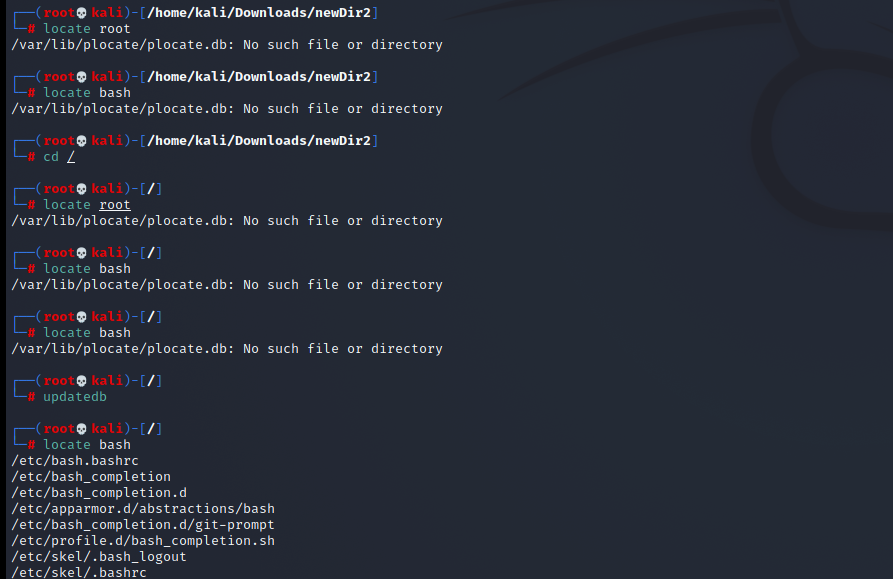 ┌──(root💀kali)-[/home/kali/Downloads/newDir2]
└─# locate root
/var/lib/plocate/plocate.db: No such file or directory
┌──(root💀kali)-[/home/kali/Downloads/newDir2]
└─# locate bash
/var/lib/plocate/plocate.db: No such file or directory
┌──(root💀kali)-[/home/kali/Downloads/newDir2]
└─# cd /
┌──(root💀kali)-[/]
└─# locate root
/var/lib/plocate/plocate.db: No such file or directory
┌──(root💀kali)-[/]
└─# locate bash
/var/lib/plocate/plocate.db: No such file or directory
┌──(root💀kali)-[/]
└─# locate bash
/var/lib/plocate/plocate.db: No such file or directory
┌──(root💀kali)-[/]
└─# updatedb
┌──(root💀kali)-[/]
└─# locate bash
/etc/bash.bashrc
/etc/bash_completion
/etc/bash_completion.d
/etc/apparmor.d/abstractions/bash
/etc/bash_completion.d/git-prompt
/etc/profile.d/bash_completion.sh
/etc/skel/.bash_logout
/etc/skel/.bashrc